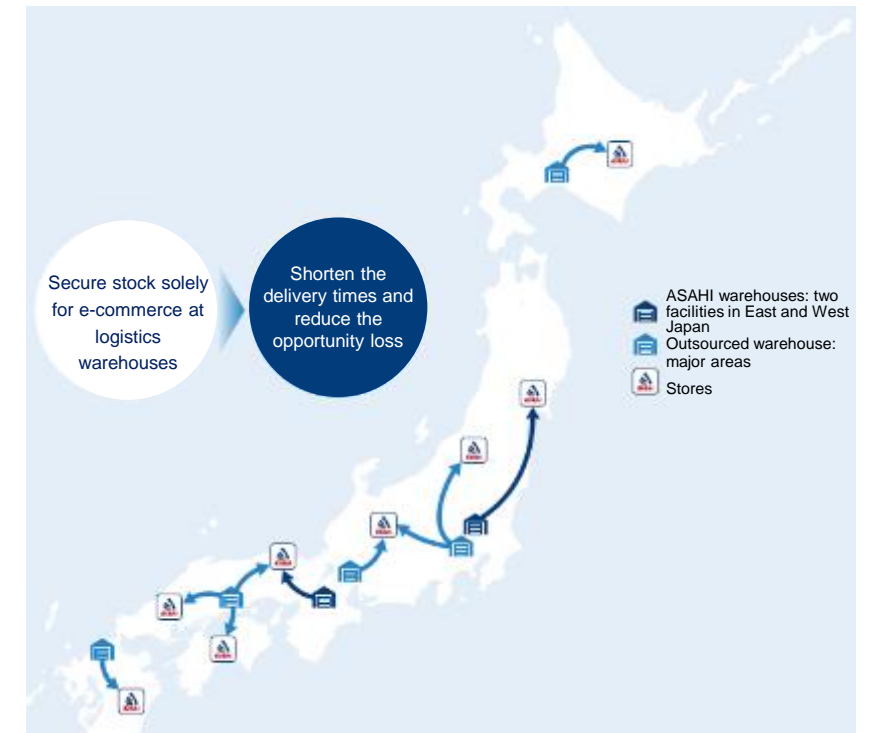 Secure stock solely
for e-commerce at
logistics
warehouses
Shorten the
delivery times and
reduce the
opportunity loss
ASAHI warehouses: two
facilities in East and West
Japan
Outsourced warehouse:
major areas
Stores